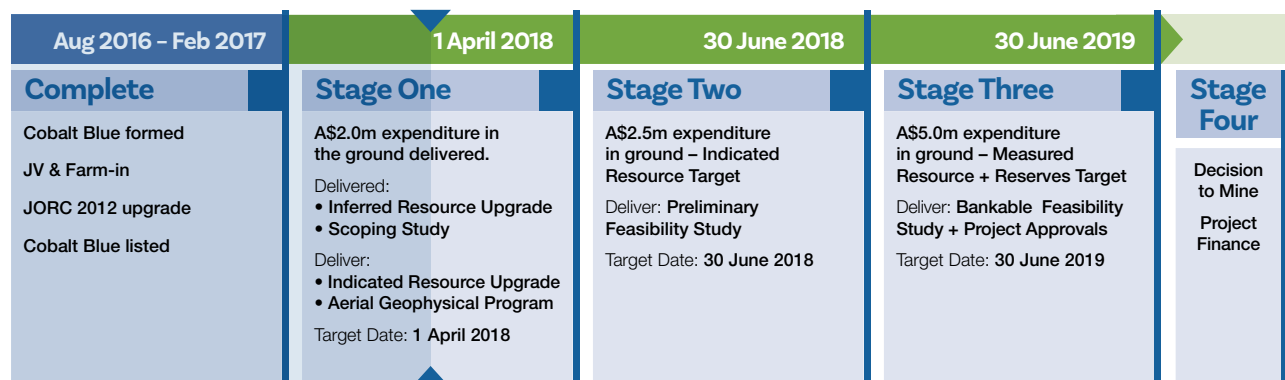 Aug 2016 – Feb 2017
1 April 2018
30 June 2018
30 June 2019
Complete
Cobalt Blue formed
JV & Farm-in
JORC 2012 upgrade
Cobalt Blue listed
Stage One
A$2.0m expenditure in
the ground delivered.
Delivered:
• Inferred Resource Upgrade
• Scoping Study
Deliver:
• Indicated Resource Upgrade
• Aerial Geophysical Program
Target Date: 1 April 2018
Stage Two
A$2.5m expenditure
in ground – Indicated
Resource Target
Deliver: Preliminary
Feasibility Study
Target Date: 30 June 2018
Stage Three
A$5.0m expenditure
in ground – Measured
Resource + Reserves Target
Deliver: Bankable Feasibility
Study + Project Approvals
Target Date: 30 June 2019
Stage
Four
Decision
to Mine
Project
Finance